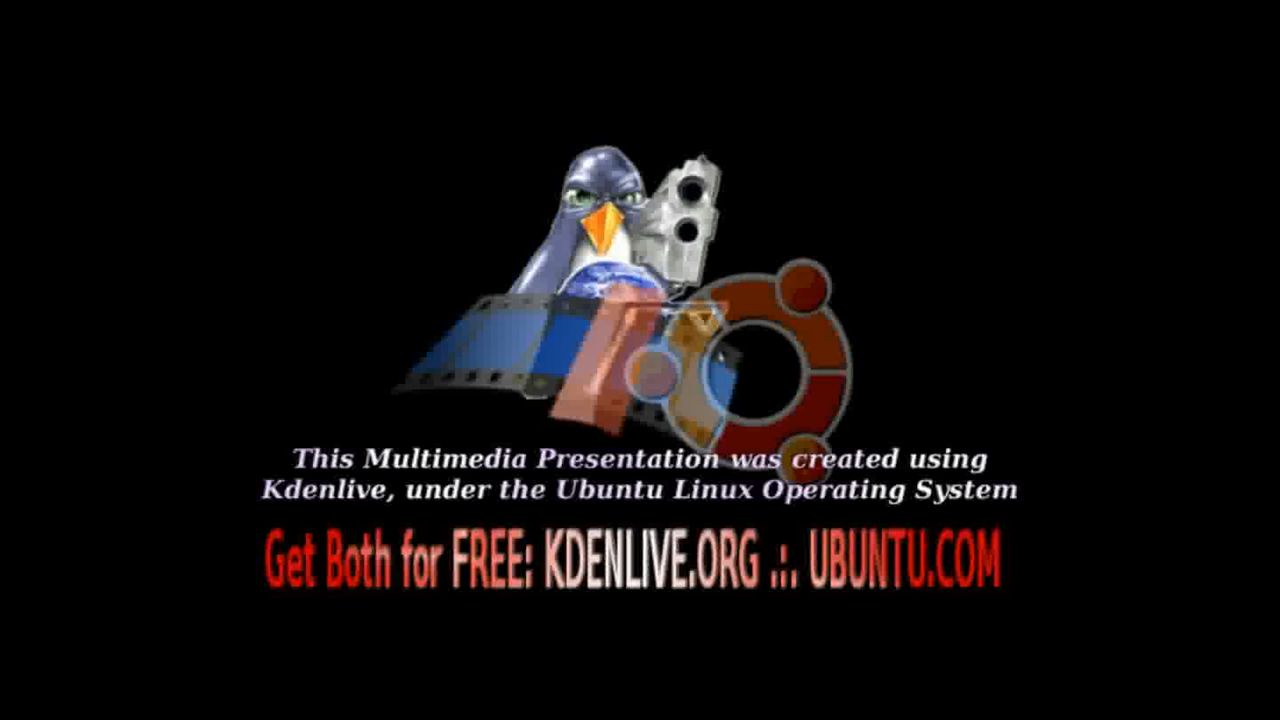 This Multimedia Presentation was created using
Kdenlive, under the Ubuntu Linux Operating System
Get Both for FREE: KDENLIVE.ORG .:. UBUNTU.COM